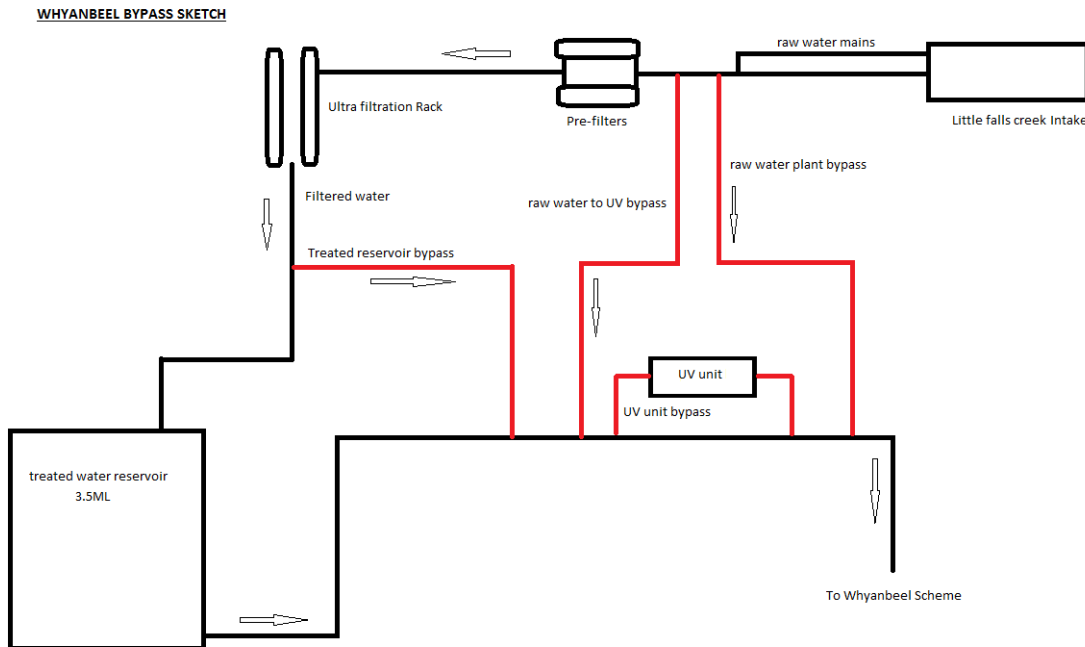 WHYANBEEL BYPASS SKETCH
raw water mains
Ultra filtration Rack
Pre-filters
Little falls creek Intake
raw water plant bypass
Filtered water
raw water to UV bypass
Treated reservoir bypass
UV unit
UV unit bypass
treated water reservoir
3.5ML
To Whyanbeel Scheme